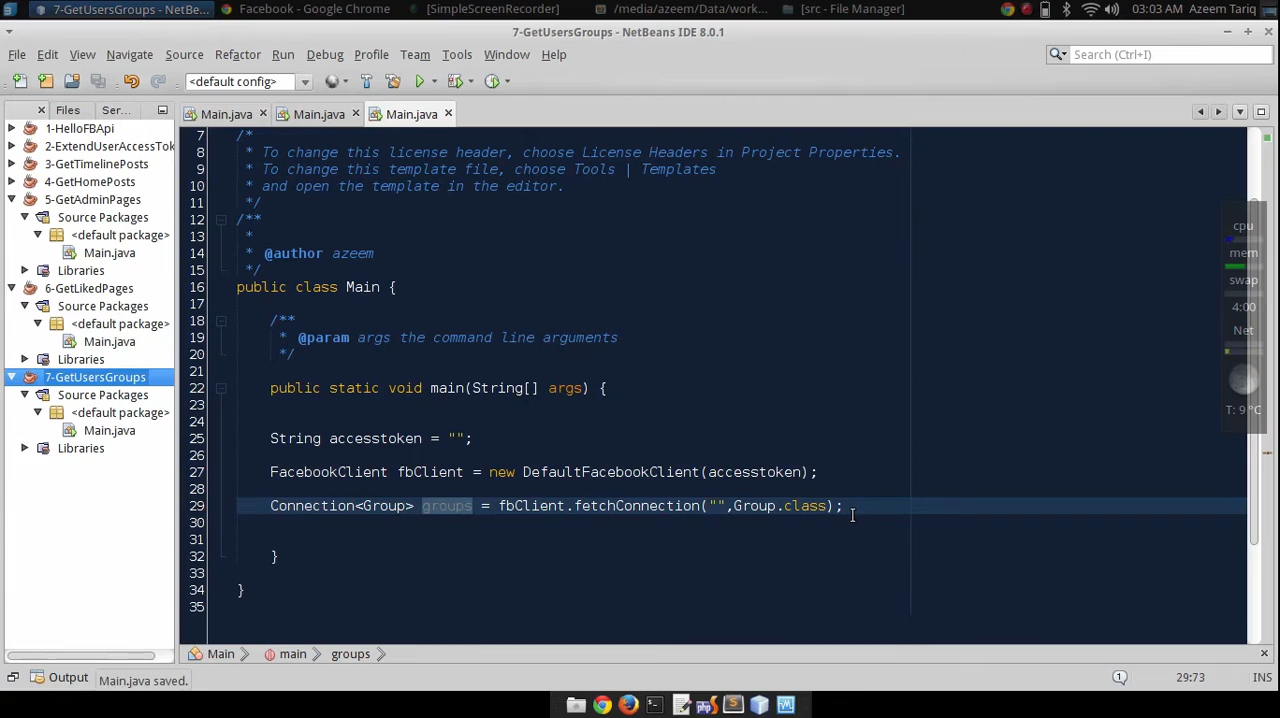 7-GetUsersGroups - NetBe...
Facebook - Google Chrome
[SimpleScreenRecorder]
/media/azeem/Data/work...
[src - File Manager]
03:03 AM Azeem Tariq
7-GetUsersGroups - NetBeans IDE 8.0.1
File Edit View Navigate Source Refactor Run Debug Profile Team Tools Window Help
Search (Ctrl+I)
<default config>
Files Ser...
Main.java Main.java Main.java
1-HelloFBApi
2-ExtendUserAccessTok
3-GetTimelinePosts
4-GetHomePosts
5-GetAdminPages
Source Packages
<default package>
Main.java
Libraries
6-GetLikedPages
Source Packages
<default package>
Main.java
Libraries
7-GetUsersGroups
Source Packages
<default package>
Main.java
Libraries
7 /*
8 * To change this license header, choose License Headers in Project Properties.
9 * To change this template file, choose Tools | Templates
10 * and open the template in the editor.
11 */
12 /**
13 *
14 * @author azeem
15 */
16 public class Main {
17
18 /**
19 * @param args the command line arguments
20 */
21
22 public static void main(String[] args) {
23
24
25 String accesstoken = "";
26
27 FacebookClient fbClient = new DefaultFacebookClient(accesstoken);
28
29 Connection<Group> groups = fbClient.fetchConnection("",Group.class);
30
31
32 }
33
34 }
35
cpu
mem
swap
4:00
Net
T: 9 °C
Main main groups
Output Main.java saved.
1 29:73 INS
php